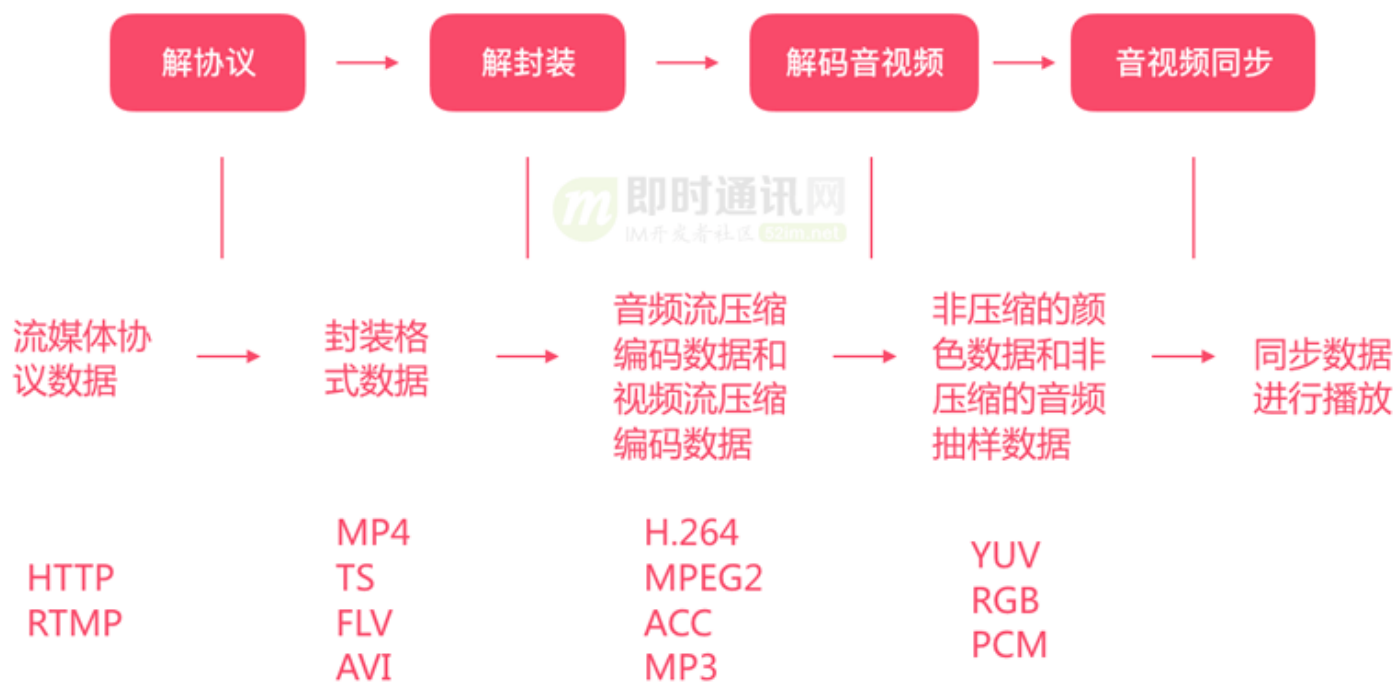 解协议
解封装
解码音视频
音视频同步
即时通讯网
IM开发者社区 52im.net
流媒体协
议数据
封装格
式数据
音频流压缩
编码数据和
视频流压缩
编码数据
非压缩的颜
色数据和非
压缩的音频
抽样数据
同步数据
进行播放
HTTP
RTMP
MP4
TS
FLV
AVI
H.264
MPEG2
ACC
MP3
YUV
RGB
PCM